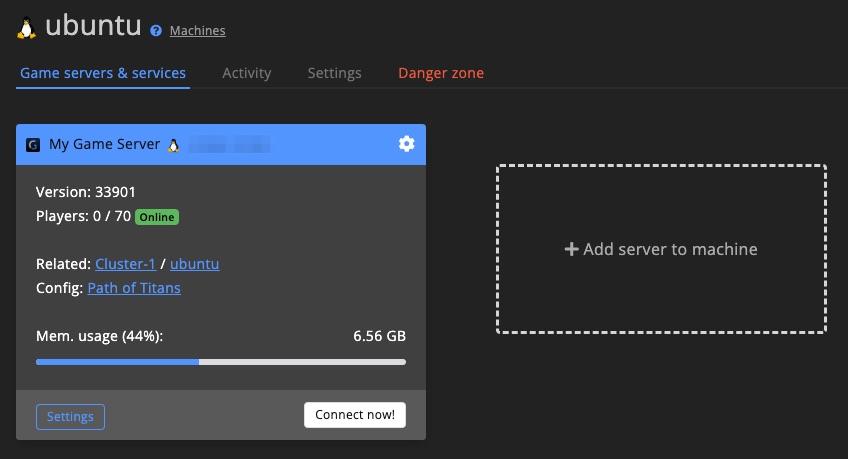 ubuntu ? Machines
Game servers & services Activity Settings Danger zone
G My Game Server
Version: 33901
Players: 0 / 70 Online
Related: Cluster-1 / ubuntu
Config: Path of Titans
Mem. usage (44%): 6.56 GB
Settings Connect now!
+ Add server to machine